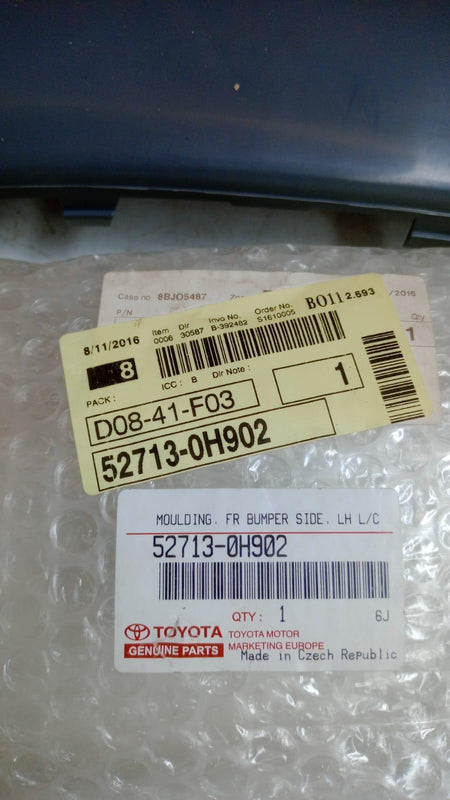 Case no 8BJO5487
/2016
P/N
Qty
1
8/11/2016 Item Dlr Invo No. Order No. BO11 2.693
0006 30587 B-392482 S1610005
8
ICC : B Dlr Note :
PACK :
1
D08-41-F03
52713-0H902
MOULDING, FR BUMPER SIDE, LH L/C
52713-0H902
QTY : 1 6J
TOYOTA TOYOTA MOTOR
GENUINE PARTS MARKETING EUROPE
Made in Czech Republic